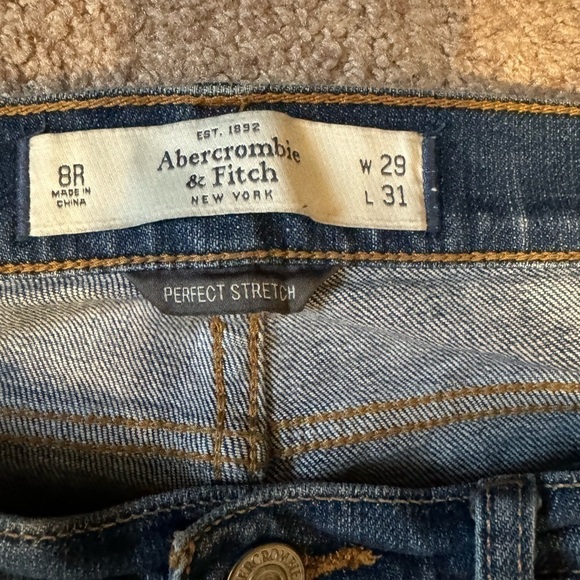 EST. 1892
Abercrombie
& Fitch
NEW YORK
8R
MADE IN
CHINA
W 29
L 31
PERFECT STRETCH